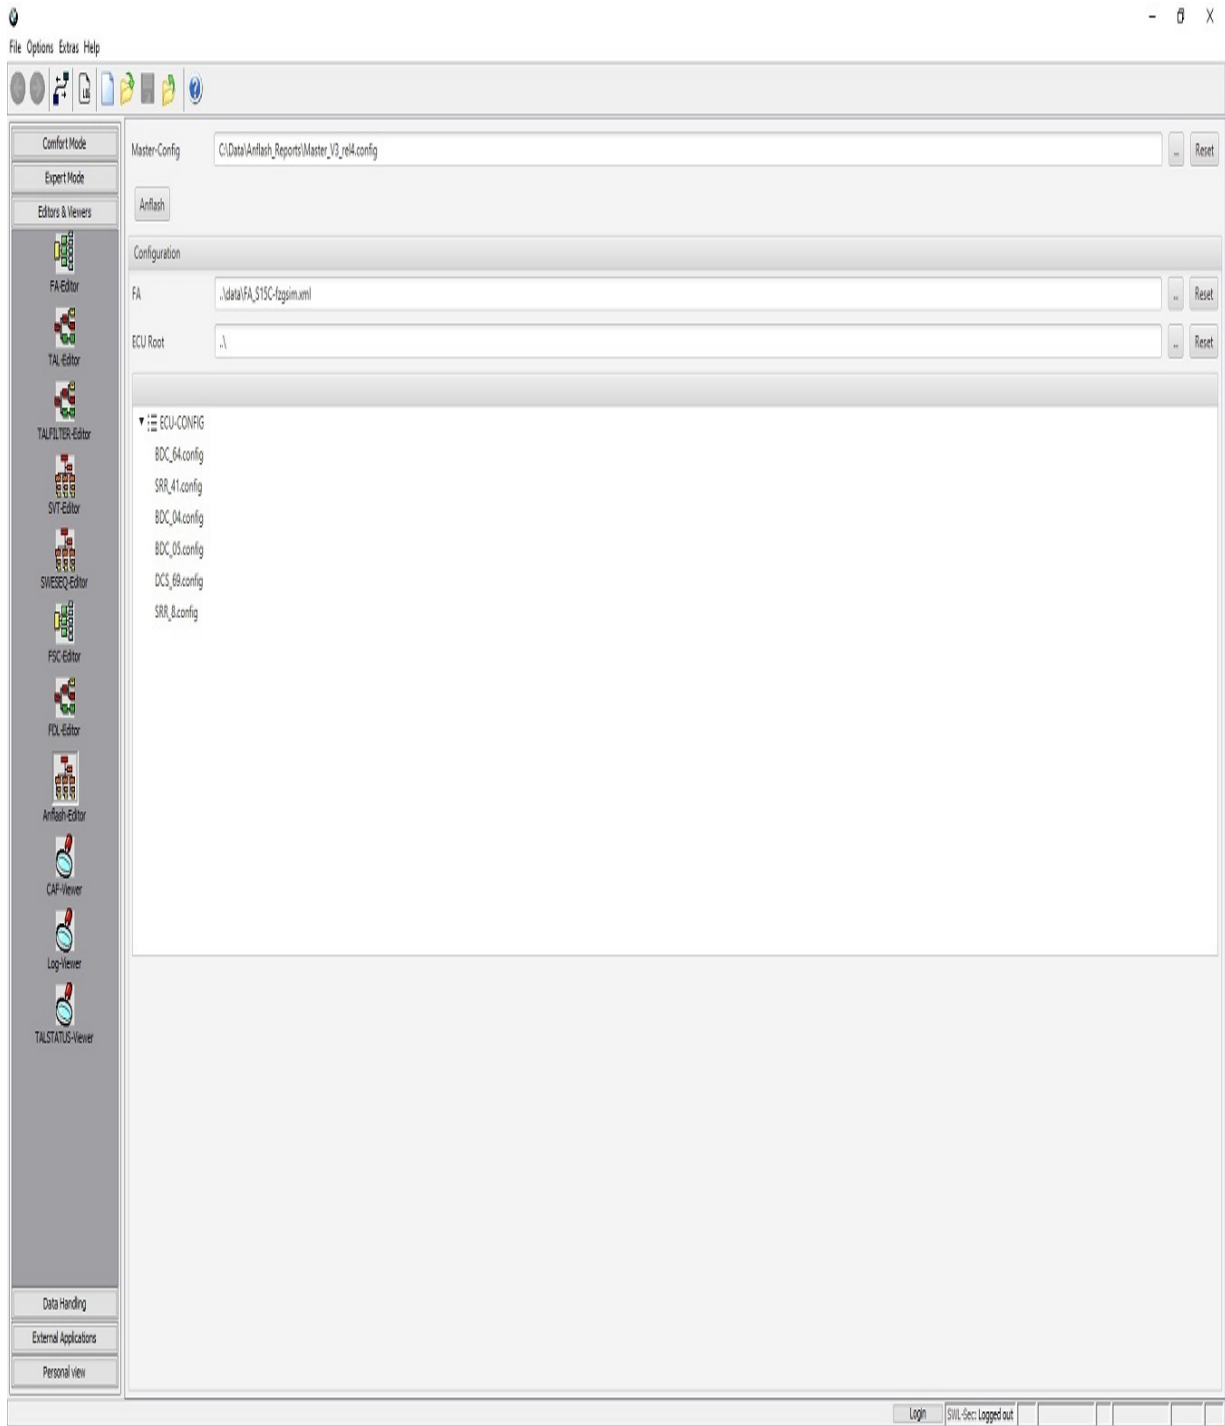 File Options Extras Help
LOG
?
Comfort Mode
Expert Mode
Editors & Viewers
FA-Editor
TAL-Editor
TALFILTER-Editor
SVT-Editor
SWESEQ-Editor
FSC-Editor
FDL-Editor
Anflash-Editor
CAF-Viewer
Log-Viewer
TALSTATUS-Viewer
Data Handling
External Applications
Personal view
Master-Config C:\Data\Anflash_Reports\Master_V3_rel4.config ... Reset
Anflash
Configuration
FA ..\data\FA_S15C-fzgsim.xml ... Reset
ECU Root ..\ ... Reset
ECU-CONFIG
BDC_64.config
SRR_41.config
BDC_04.config
BDC_05.config
DCS_69.config
SRR_8.config
Login SWL-Sec: Logged out